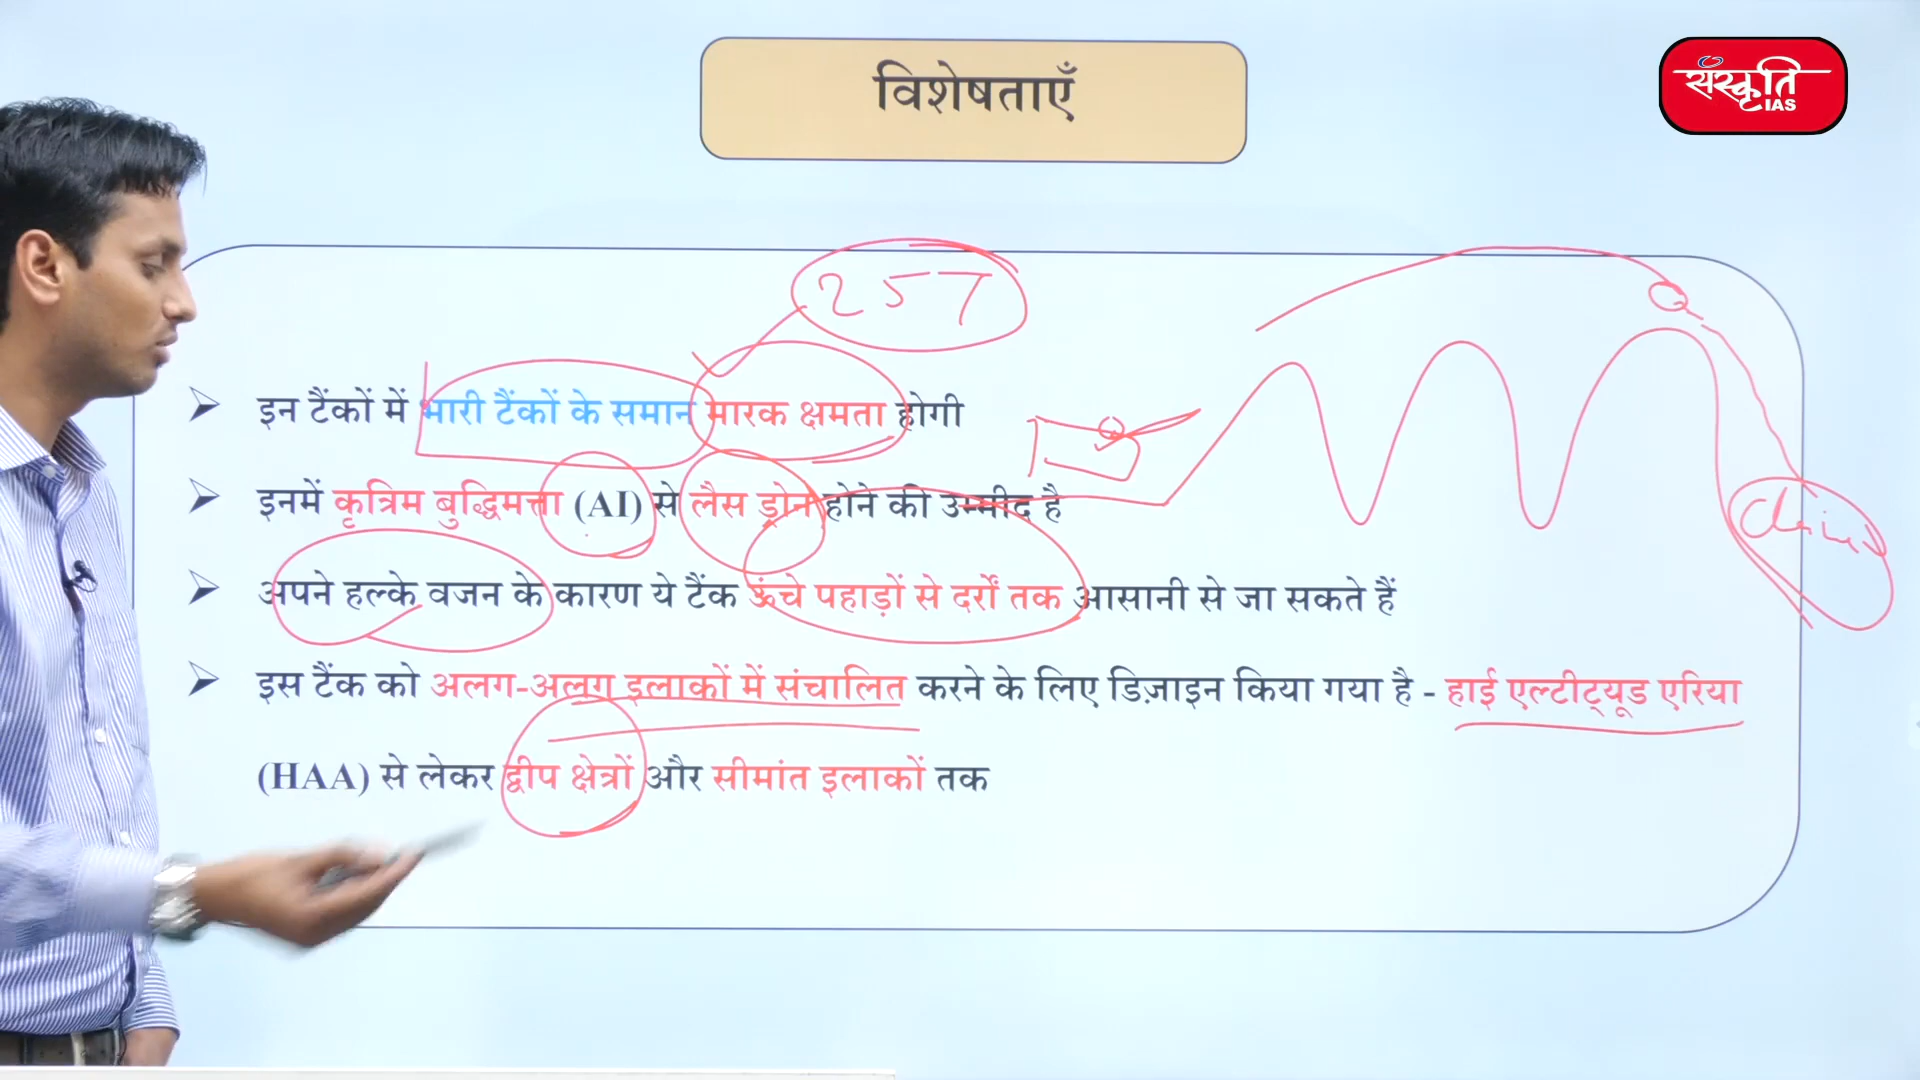 विशेषताएँ
संस्कृति
IAS
257
➢ इन टैंकों में भारी टैंकों के समान मारक क्षमता होगी
➢ इनमें कृत्रिम बुद्धिमत्ता (AI) से लैस ड्रोन होने की उम्मीद है
➢ अपने हल्के वजन के कारण ये टैंक ऊंचे पहाड़ों से दर्रों तक आसानी से जा सकते हैं
➢ इस टैंक को अलग-अलग इलाकों में संचालित करने के लिए डिज़ाइन किया गया है - हाई एल्टीट्यूड एरिया
(HAA) से लेकर द्वीप क्षेत्रों और सीमांत इलाकों तक